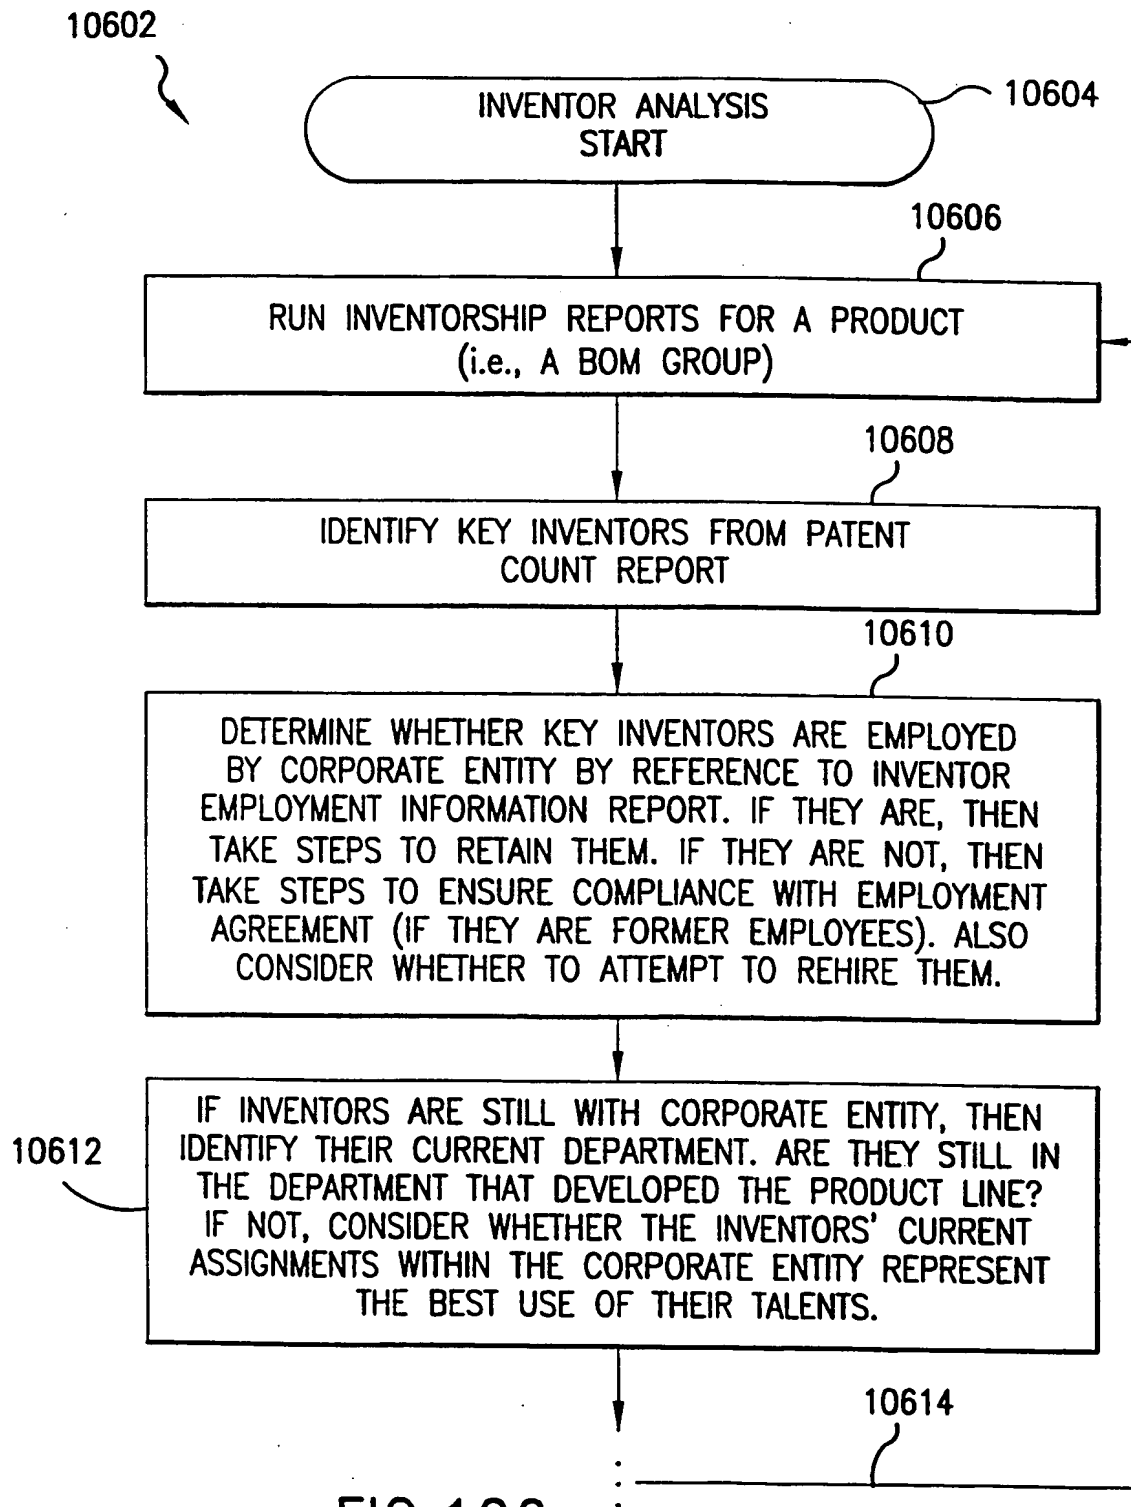 10602
INVENTOR ANALYSIS
START
10604
10606
RUN INVENTORSHIP REPORTS FOR A PRODUCT
(i.e., A BOM GROUP)
10608
IDENTIFY KEY INVENTORS FROM PATENT
COUNT REPORT
10610
DETERMINE WHETHER KEY INVENTORS ARE EMPLOYED
BY CORPORATE ENTITY BY REFERENCE TO INVENTOR
EMPLOYMENT INFORMATION REPORT. IF THEY ARE, THEN
TAKE STEPS TO RETAIN THEM. IF THEY ARE NOT, THEN
TAKE STEPS TO ENSURE COMPLIANCE WITH EMPLOYMENT
AGREEMENT (IF THEY ARE FORMER EMPLOYEES). ALSO
CONSIDER WHETHER TO ATTEMPT TO REHIRE THEM.
10612
IF INVENTORS ARE STILL WITH CORPORATE ENTITY, THEN
IDENTIFY THEIR CURRENT DEPARTMENT. ARE THEY STILL IN
THE DEPARTMENT THAT DEVELOPED THE PRODUCT LINE?
IF NOT, CONSIDER WHETHER THE INVENTORS' CURRENT
ASSIGNMENTS WITHIN THE CORPORATE ENTITY REPRESENT
THE BEST USE OF THEIR TALENTS.
10614